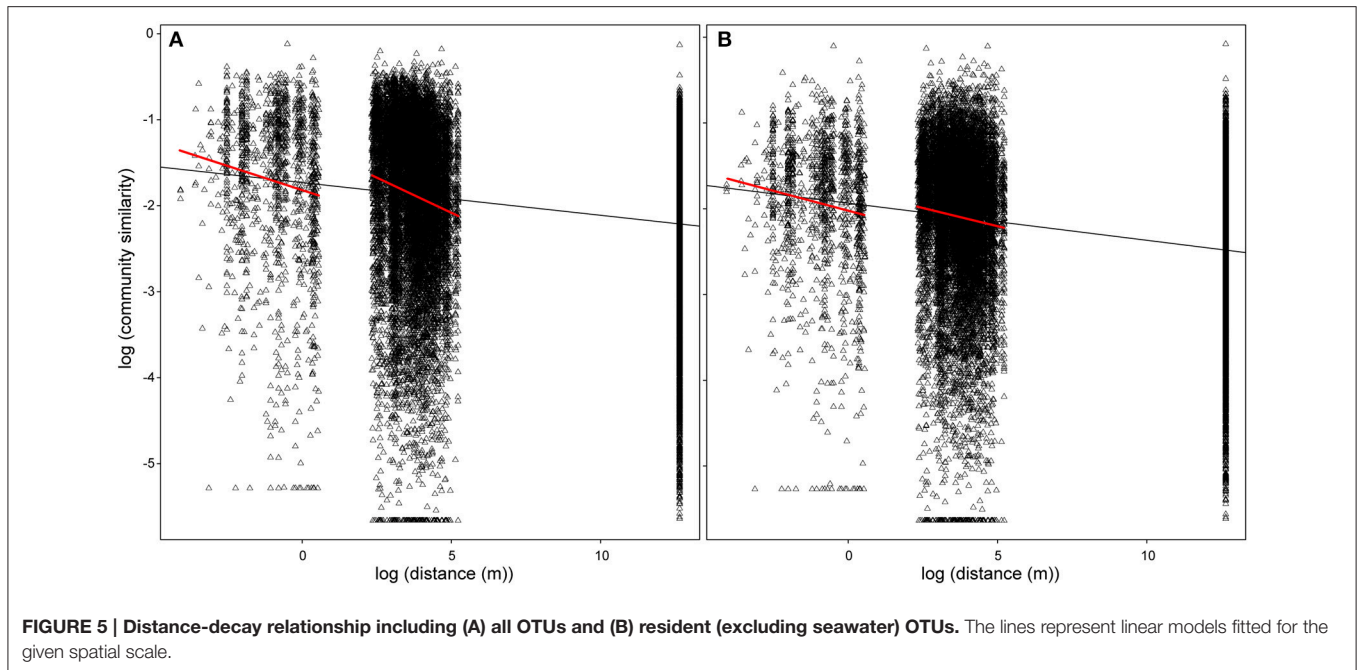 A
B
0
-1
-2
-3
-4
-5
log (community similarity)
0
5
10
0
5
10
log (distance (m))
log (distance (m))
FIGURE 5 | Distance-decay relationship including (A) all OTUs and (B) resident (excluding seawater) OTUs. The lines represent linear models fitted for the
given spatial scale.